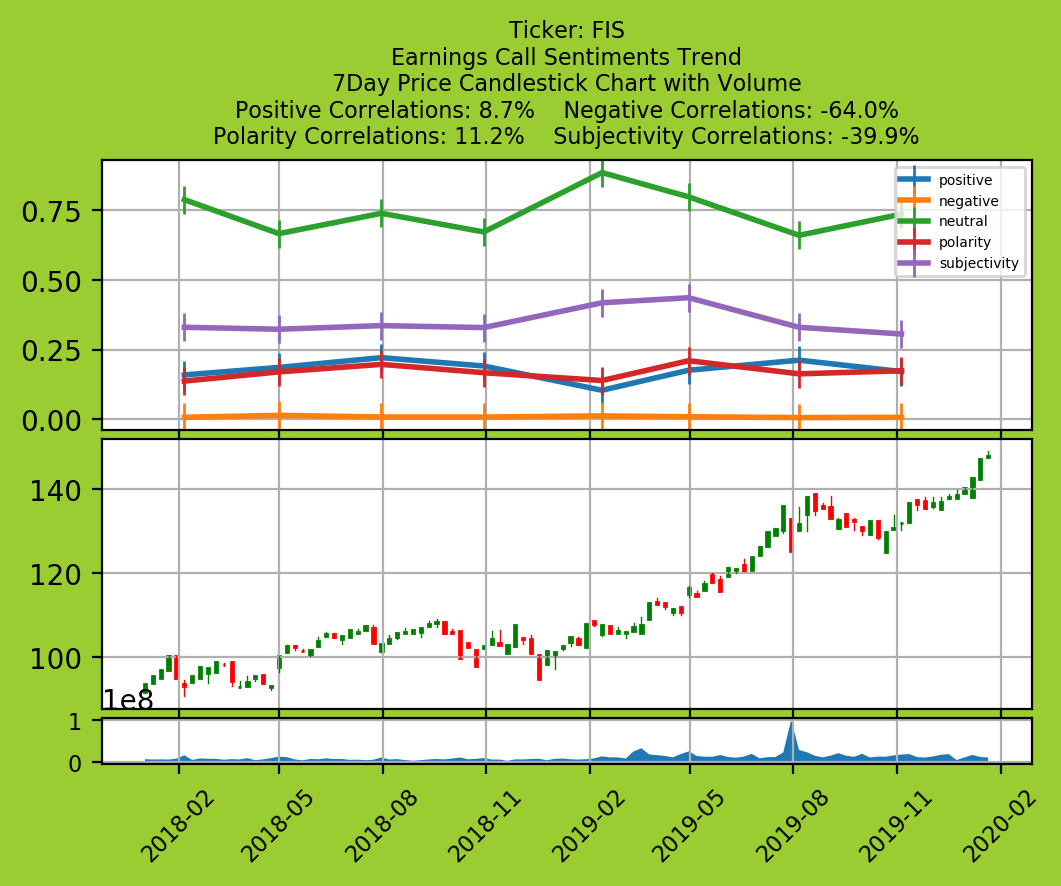 Ticker: FIS
Earnings Call Sentiments Trend
7Day Price Candlestick Chart with Volume
Positive Correlations: 8.7%    Negative Correlations: -64.0%
Polarity Correlations: 11.2%    Subjectivity Correlations: -39.9%
positive
negative
neutral
polarity
subjectivity
0.75
0.50
0.25
0.00
140
120
100
1e8
1
0
2018-02
2018-05
2018-08
2018-11
2019-02
2019-05
2019-08
2019-11
2020-02